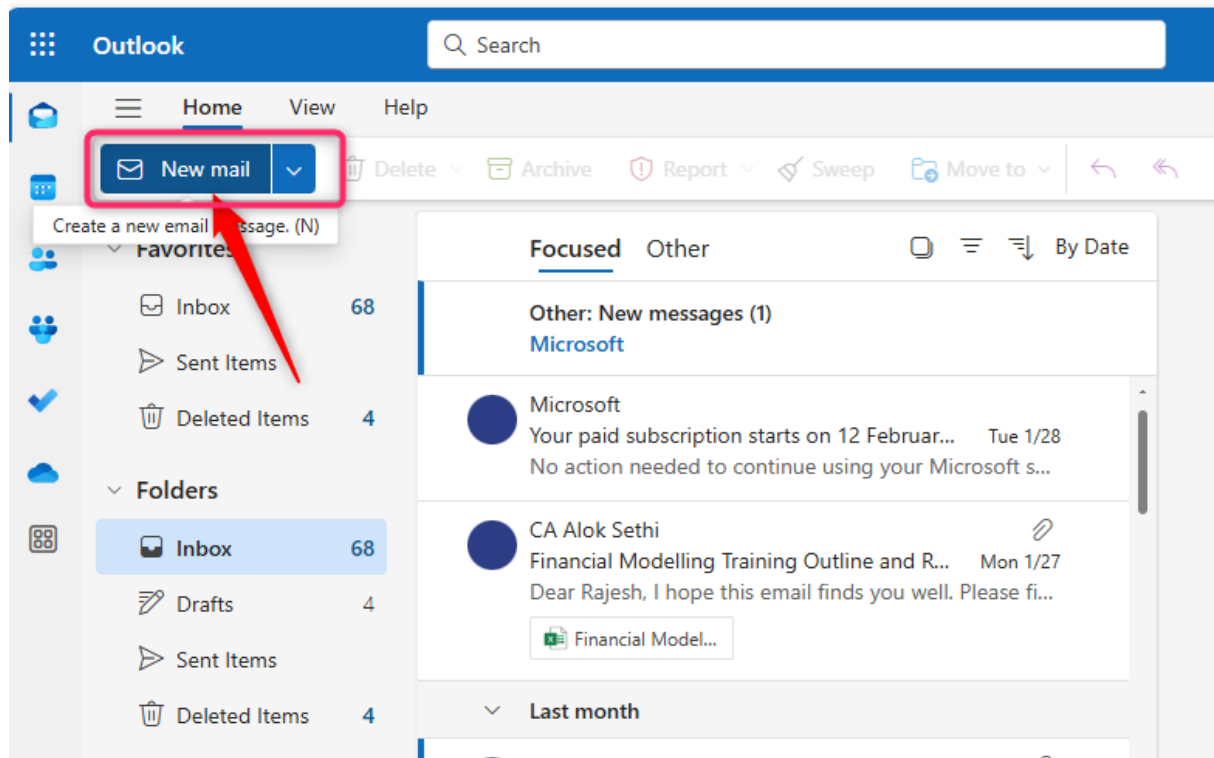 Outlook
Search
Home View Help
New mail Delete Archive Report Sweep Move to
Create a new email ssage. (N)
Favorites
Inbox 68
Sent Items
Deleted Items 4
Folders
Inbox 68
Drafts 4
Sent Items
Deleted Items 4
Focused Other By Date
Other: New messages (1)
Microsoft
Microsoft
Your paid subscription starts on 12 Februar... Tue 1/28
No action needed to continue using your Microsoft s...
CA Alok Sethi
Financial Modelling Training Outline and R... Mon 1/27
Dear Rajesh, I hope this email finds you well. Please fi...
Financial Model...
Last month